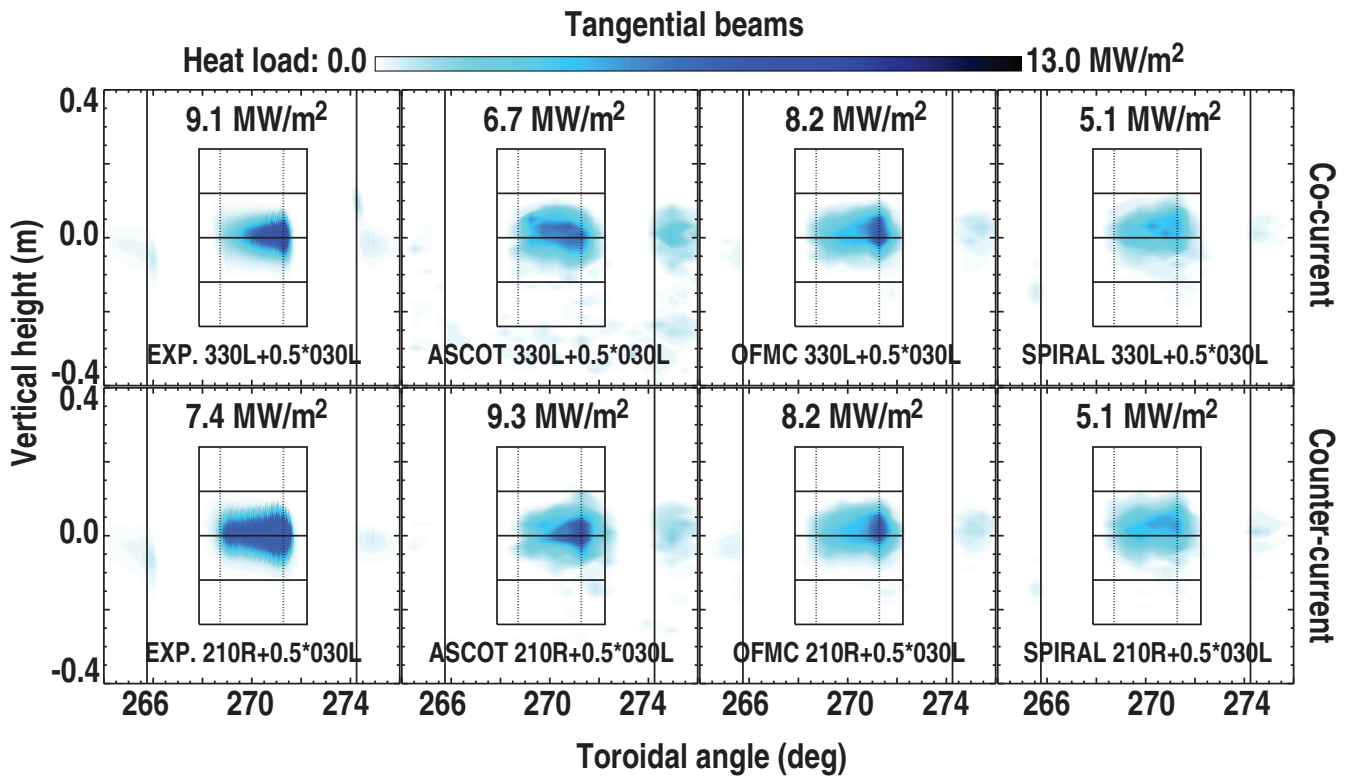 Tangential beams
Heat load: 0.0 13.0 MW/m²
0.4 9.1 MW/m² 6.7 MW/m² 8.2 MW/m² 5.1 MW/m²
Co-current
0.0
EXP. 330L+0.5*030L ASCOT 330L+0.5*030L OFMC 330L+0.5*030L SPIRAL 330L+0.5*030L
-0.4
Vertical height (m)
0.4 7.4 MW/m² 9.3 MW/m² 8.2 MW/m² 5.1 MW/m²
Counter-current
0.0
EXP. 210R+0.5*030L ASCOT 210R+0.5*030L OFMC 210R+0.5*030L SPIRAL 210R+0.5*030L
-0.4
266 270 274 266 270 274 266 270 274 266 270 274
Toroidal angle (deg)